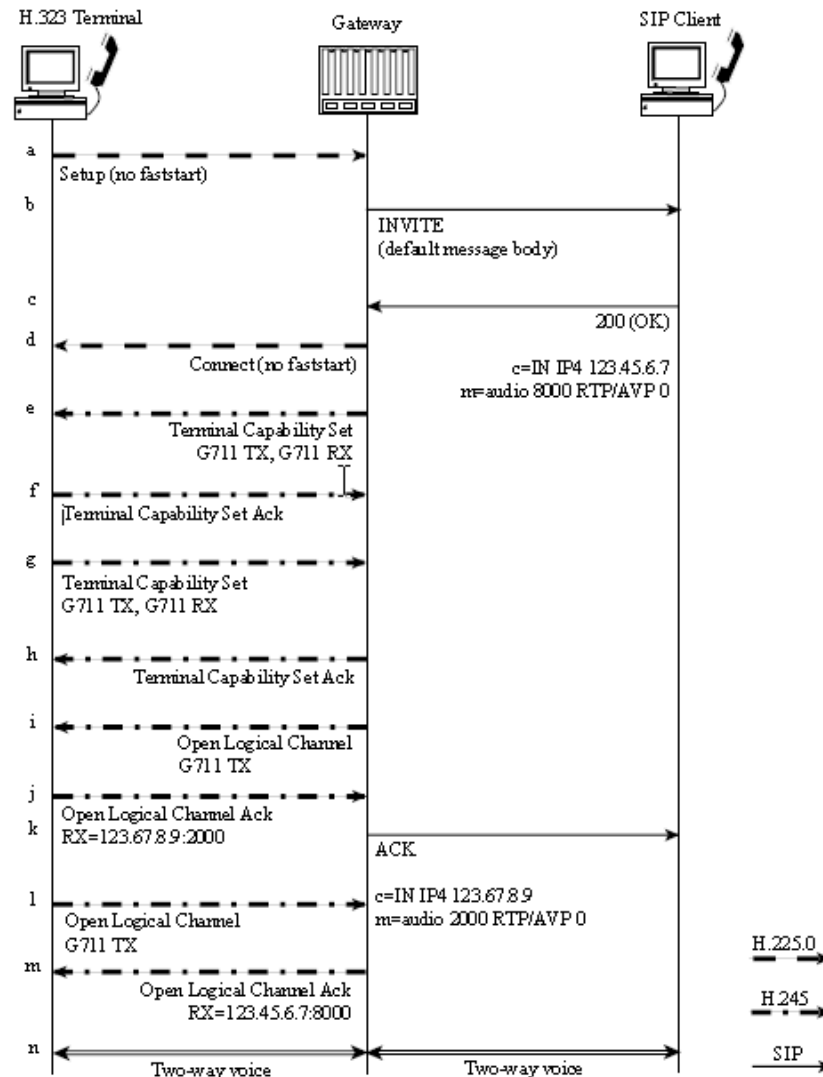 H.323 Terminal
Gateway
SIP Client
a
Setup (no faststart)
b
INVITE
(default message body)
c
200 (OK)
d
Connect (no faststart)
c=IN IP4 123.45.6.7
m=audio 8000 RTP/AVP 0
e
Terminal Capability Set
G711 TX, G711 RX
f
Terminal Capability Set Ack
g
Terminal Capability Set
G711 TX, G711 RX
h
Terminal Capability Set Ack
i
Open Logical Channel
G711 TX
j
Open Logical Channel Ack
RX=123.67.8.9:2000
k
ACK
c=IN IP4 123.67.8.9
m=audio 2000 RTP/AVP 0
l
Open Logical Channel
G711 TX
m
Open Logical Channel Ack
RX=123.45.6.7:8000
H.225.0
H.245
SIP
n
Two-way voice
Two-way voice